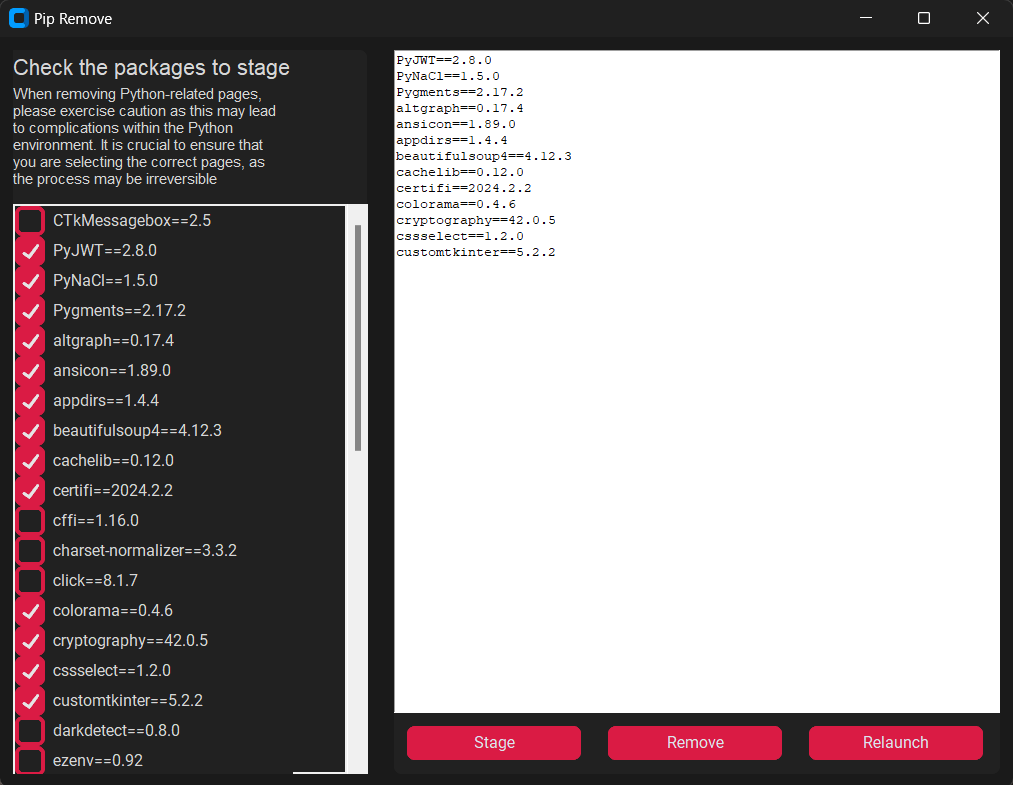 Pip Remove
Check the packages to stage
When removing Python-related pages,
please exercise caution as this may lead
to complications within the Python
environment. It is crucial to ensure that
you are selecting the correct pages, as
the process may be irreversible
CTkMessagebox==2.5
PyJWT==2.8.0
PyNaCl==1.5.0
Pygments==2.17.2
altgraph==0.17.4
ansicon==1.89.0
appdirs==1.4.4
beautifulsoup4==4.12.3
cachelib==0.12.0
certifi==2024.2.2
cffi==1.16.0
charset-normalizer==3.3.2
click==8.1.7
colorama==0.4.6
cryptography==42.0.5
cssselect==1.2.0
customtkinter==5.2.2
darkdetect==0.8.0
ezenv==0.92
PyJWT==2.8.0
PyNaCl==1.5.0
Pygments==2.17.2
altgraph==0.17.4
ansicon==1.89.0
appdirs==1.4.4
beautifulsoup4==4.12.3
cachelib==0.12.0
certifi==2024.2.2
colorama==0.4.6
cryptography==42.0.5
cssselect==1.2.0
customtkinter==5.2.2
Stage
Remove
Relaunch